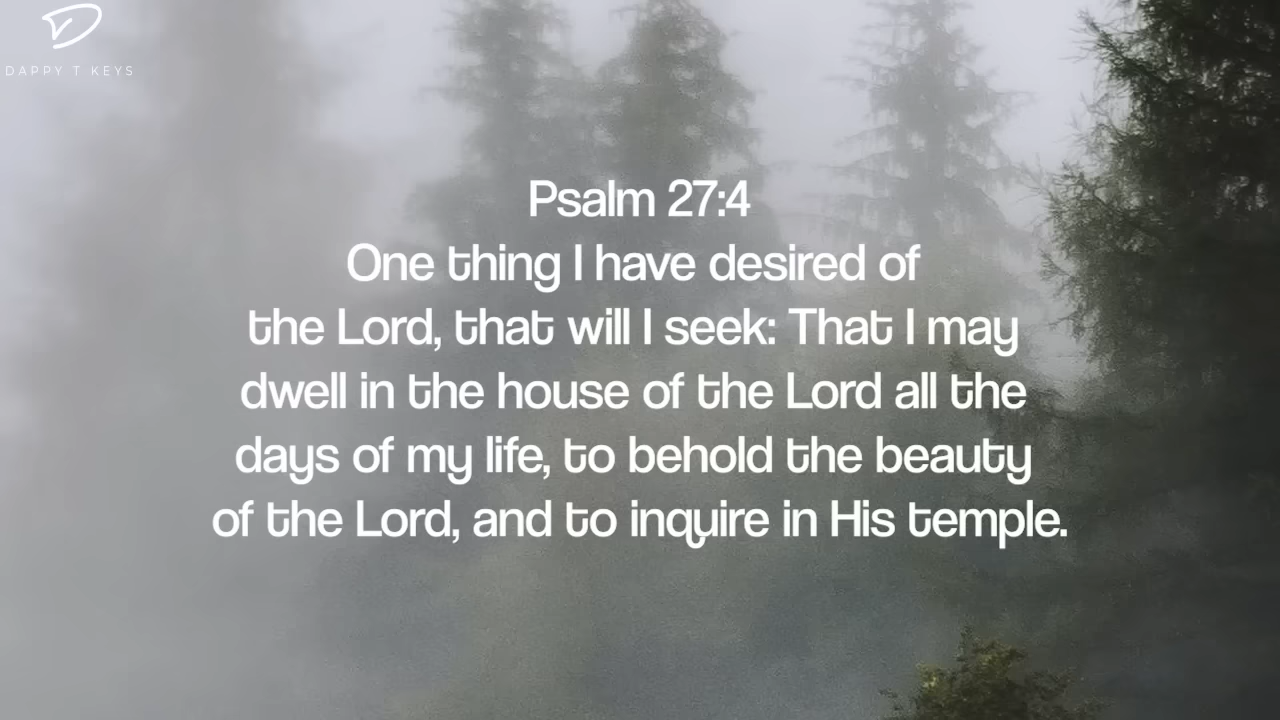 DAPPY T KEYS
Psalm 27:4
One thing I have desired of
the Lord, that will I seek: That I may
dwell in the house of the Lord all the
days of my life, to behold the beauty
of the Lord, and to inquire in His temple.